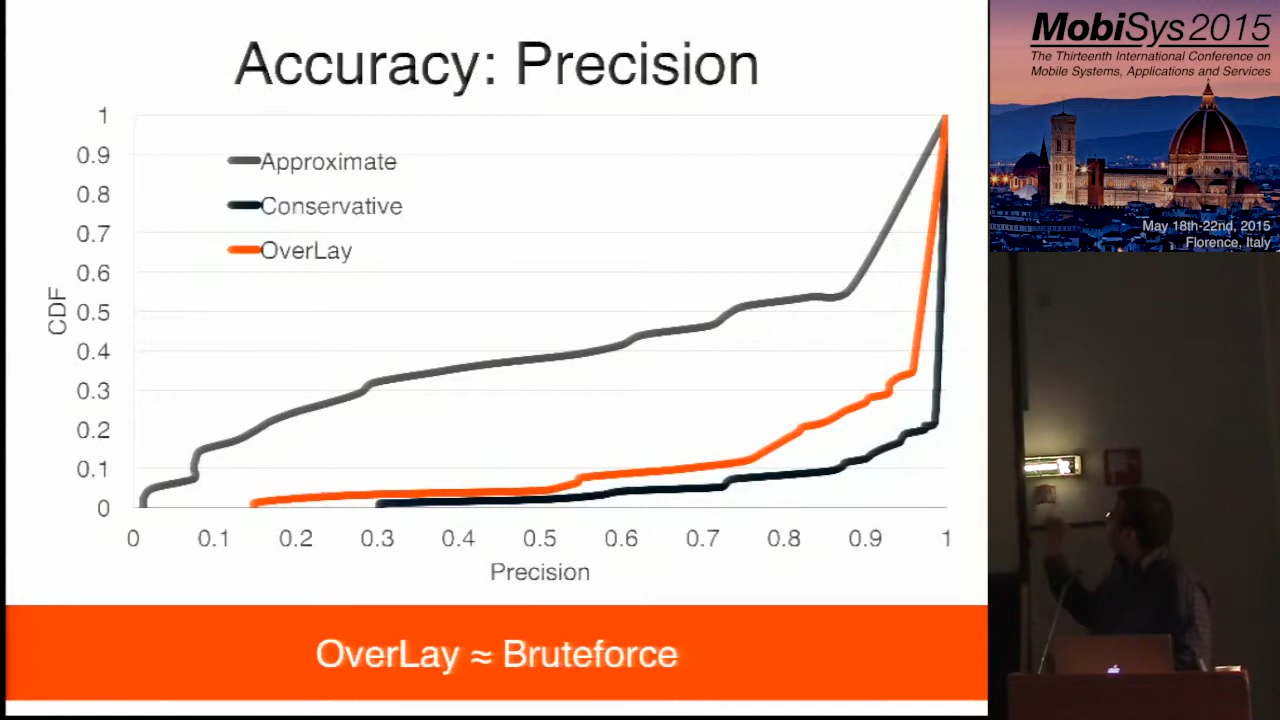 Accuracy: Precision
1
0.9
0.8
0.7
0.6
0.5
0.4
0.3
0.2
0.1
0
CDF
Approximate
Conservative
OverLay
0 0.1 0.2 0.3 0.4 0.5 0.6 0.7 0.8 0.9 1
Precision
OverLay ≈ Bruteforce
MobiSys 2015
The Thirteenth International Conference on
Mobile Systems, Applications and Services
May 18th-22nd, 2015
Florence, Italy